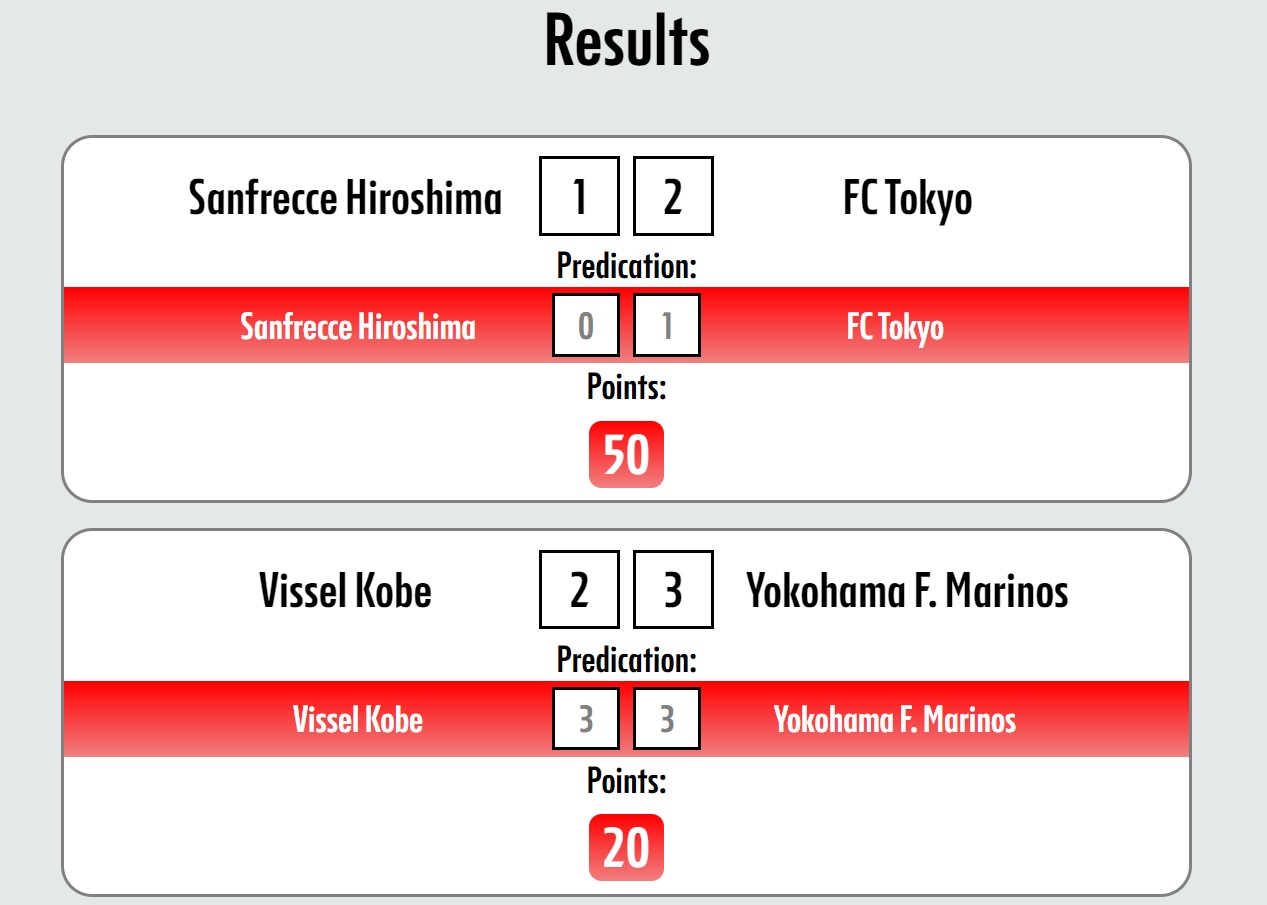 Results
Sanfrecce Hiroshima 1 2 FC Tokyo
Predication:
Sanfrecce Hiroshima 0 1 FC Tokyo
Points:
50
Vissel Kobe 2 3 Yokohama F. Marinos
Predication:
Vissel Kobe 3 3 Yokohama F. Marinos
Points:
20